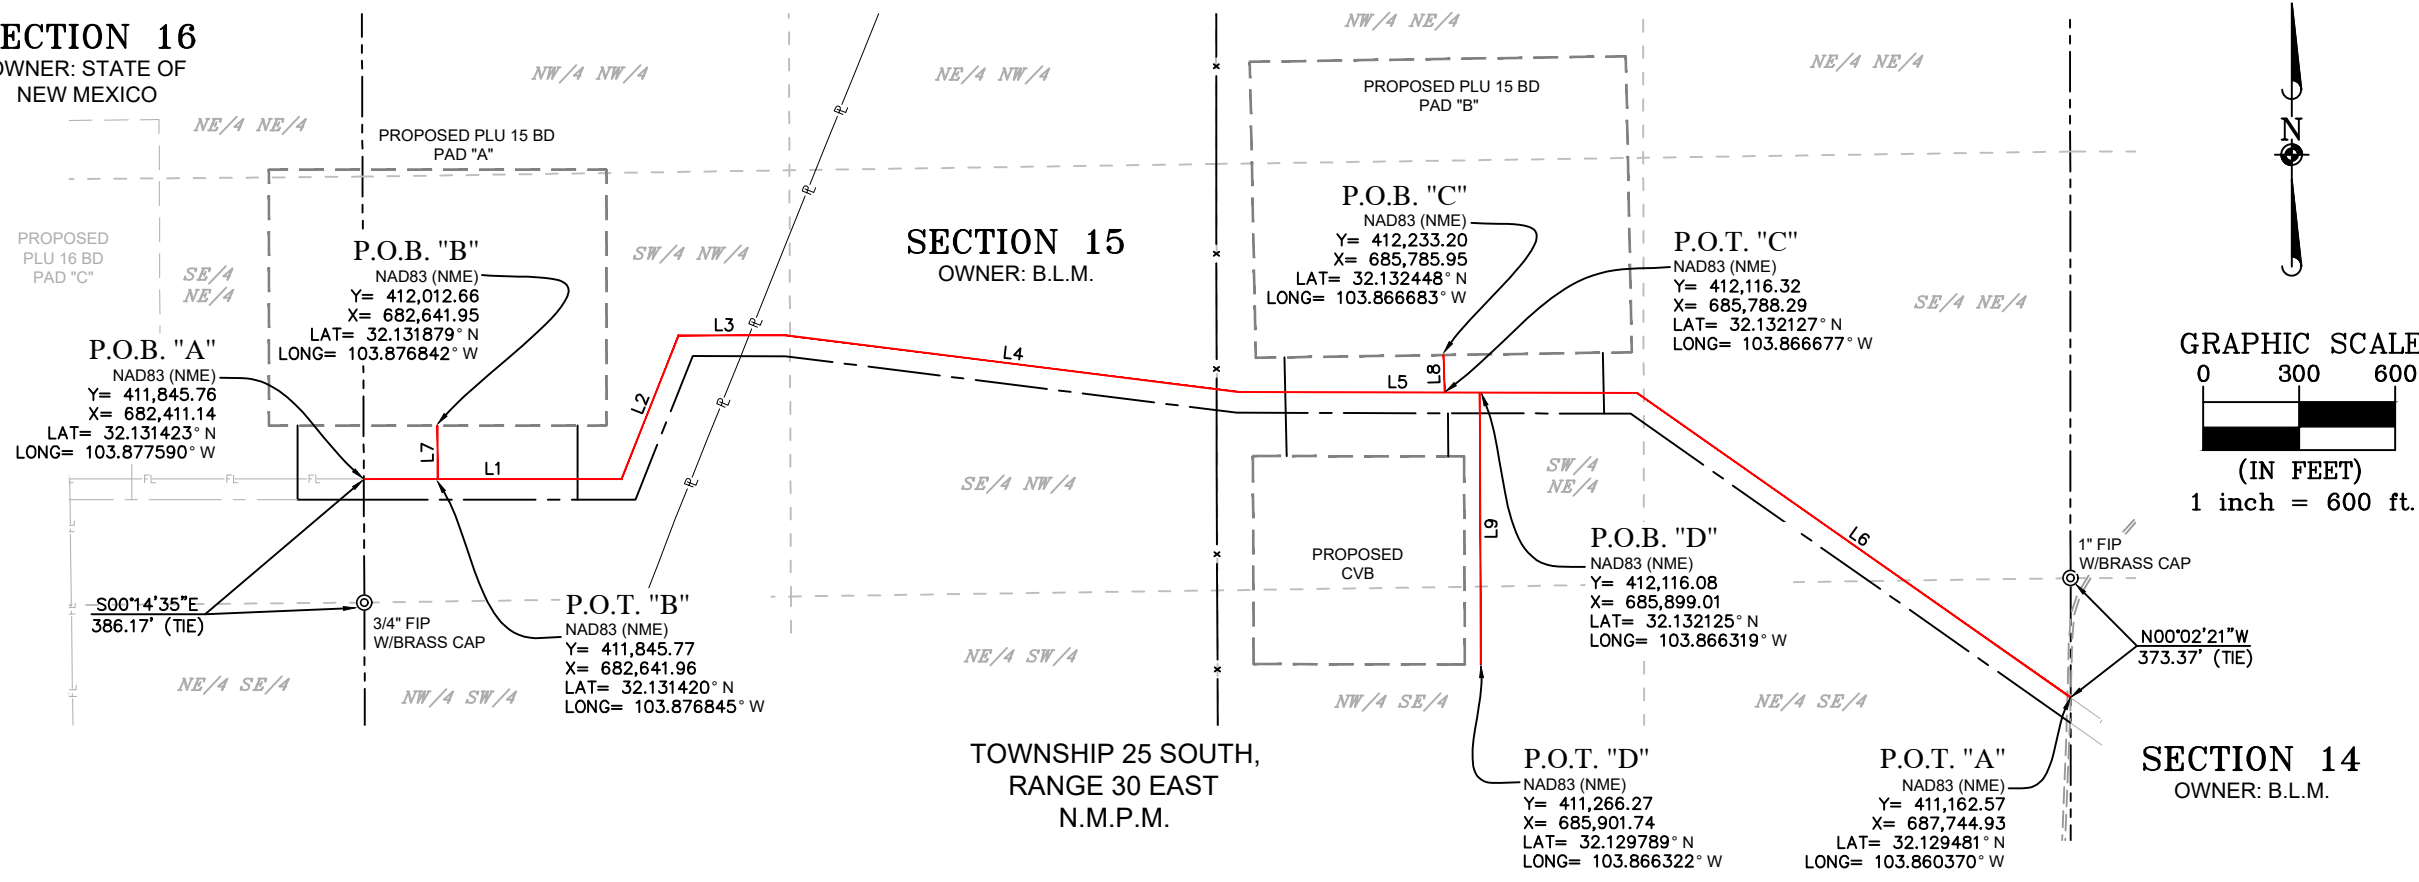 ECTION 16
OWNER: STATE OF
NEW MEXICO
NE/4 NE/4
NW/4 NW/4
NE/4 NW/4
NW/4 NE/4
NE/4 NE/4
PROPOSED PLU 15 BD
PAD "A"
PROPOSED PLU 15 BD
PAD "B"
PROPOSED
PLU 16 BD
PAD "C"
SE/4
NE/4
SW/4 NW/4
SECTION 15
OWNER: B.L.M.
SE/4 NE/4
P.O.B. "B"
NAD83 (NME)
Y= 412,012.66
X= 682,641.95
LAT= 32.131879° N
LONG= 103.876842° W
P.O.B. "A"
NAD83 (NME)
Y= 411,845.76
X= 682,411.14
LAT= 32.131423° N
LONG= 103.877590° W
P.O.B. "C"
NAD83 (NME)
Y= 412,233.20
X= 685,785.95
LAT= 32.132448° N
LONG= 103.866683° W
P.O.T. "C"
NAD83 (NME)
Y= 412,116.32
X= 685,788.29
LAT= 32.132127° N
LONG= 103.866677° W
N
GRAPHIC SCALE
0 300 600
(IN FEET)
1 inch = 600 ft.
L1
L2
L3
L4
L5
L6
L7
L8
L9
PL
PL
PL
PL
PL
FL
FL
FL
FL
FL
FL
SE/4 NW/4
SW/4
NE/4
PROPOSED
CVB
S00°14'35"E
386.17' (TIE)
3/4" FIP
W/BRASS CAP
P.O.T. "B"
NAD83 (NME)
Y= 411,845.77
X= 682,641.96
LAT= 32.131420° N
LONG= 103.876845° W
P.O.B. "D"
NAD83 (NME)
Y= 412,116.08
X= 685,899.01
LAT= 32.132125° N
LONG= 103.866319° W
1" FIP
W/BRASS CAP
N00°02'21"W
373.37' (TIE)
NE/4 SE/4
NW/4 SW/4
NE/4 SW/4
NW/4 SE/4
NE/4 SE/4
TOWNSHIP 25 SOUTH,
RANGE 30 EAST
N.M.P.M.
P.O.T. "D"
NAD83 (NME)
Y= 411,266.27
X= 685,901.74
LAT= 32.129789° N
LONG= 103.866322° W
P.O.T. "A"
NAD83 (NME)
Y= 411,162.57
X= 687,744.93
LAT= 32.129481° N
LONG= 103.860370° W
SECTION 14
OWNER: B.L.M.